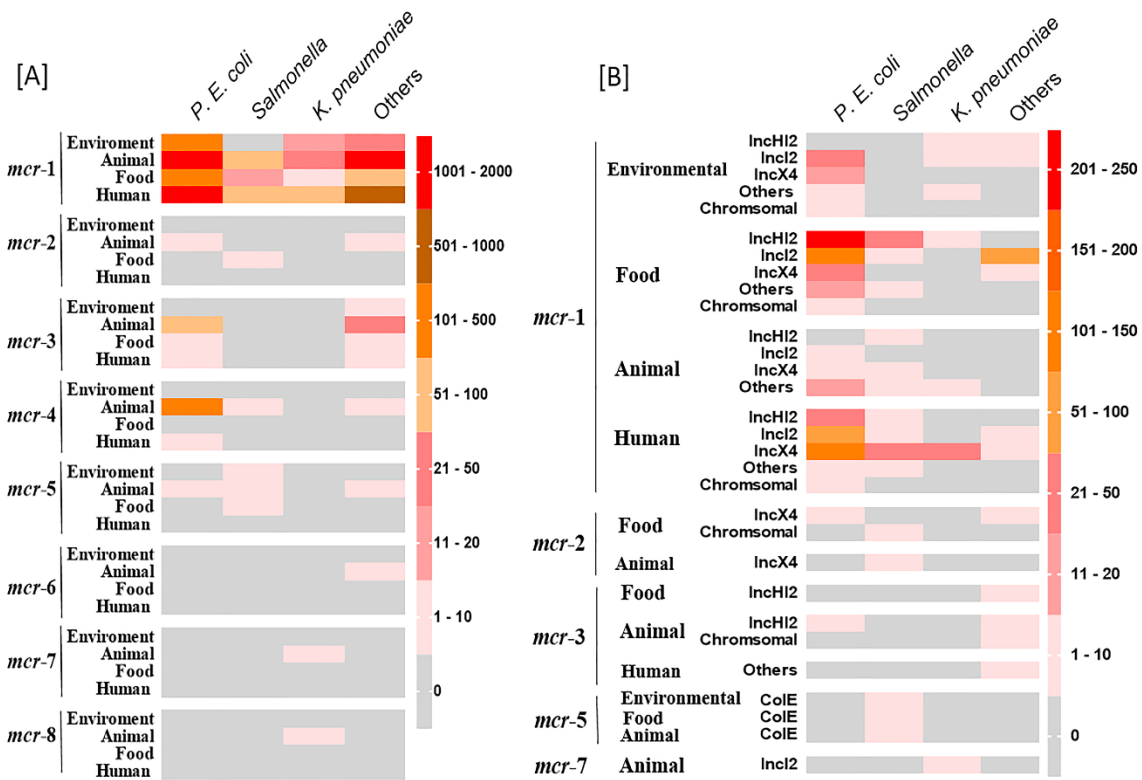 [A]
P. E. coli
Salmonella
K. pneumoniae
Others
mcr-1
Enviroment
Animal
Food
Human
mcr-2
Enviroment
Animal
Food
Human
mcr-3
Enviroment
Animal
Food
Human
mcr-4
Enviroment
Animal
Food
Human
mcr-5
Enviroment
Animal
Food
Human
mcr-6
Enviroment
Animal
Food
Human
mcr-7
Enviroment
Animal
Food
Human
mcr-8
Enviroment
Animal
Food
Human
1001 - 2000
501 - 1000
101 - 500
51 - 100
21 - 50
11 - 20
1 - 10
0
[B]
P. E. coli
Salmonella
K. pneumoniae
Others
mcr-1
Environmental
IncHI2
IncI2
IncX4
Others
Chromsomal
Food
IncHI2
IncI2
IncX4
Others
Chromsomal
Animal
IncHI2
IncI2
IncX4
Others
Human
IncHI2
IncI2
IncX4
Others
Chromsomal
mcr-2
Food
IncX4
Chromsomal
Animal
IncX4
mcr-3
Food
IncHI2
Animal
IncHI2
Chromsomal
Human
Others
mcr-5
Environmental ColE
Food ColE
Animal ColE
mcr-7
Animal
IncI2
201 - 250
151 - 200
101 - 150
51 - 100
21 - 50
11 - 20
1 - 10
0